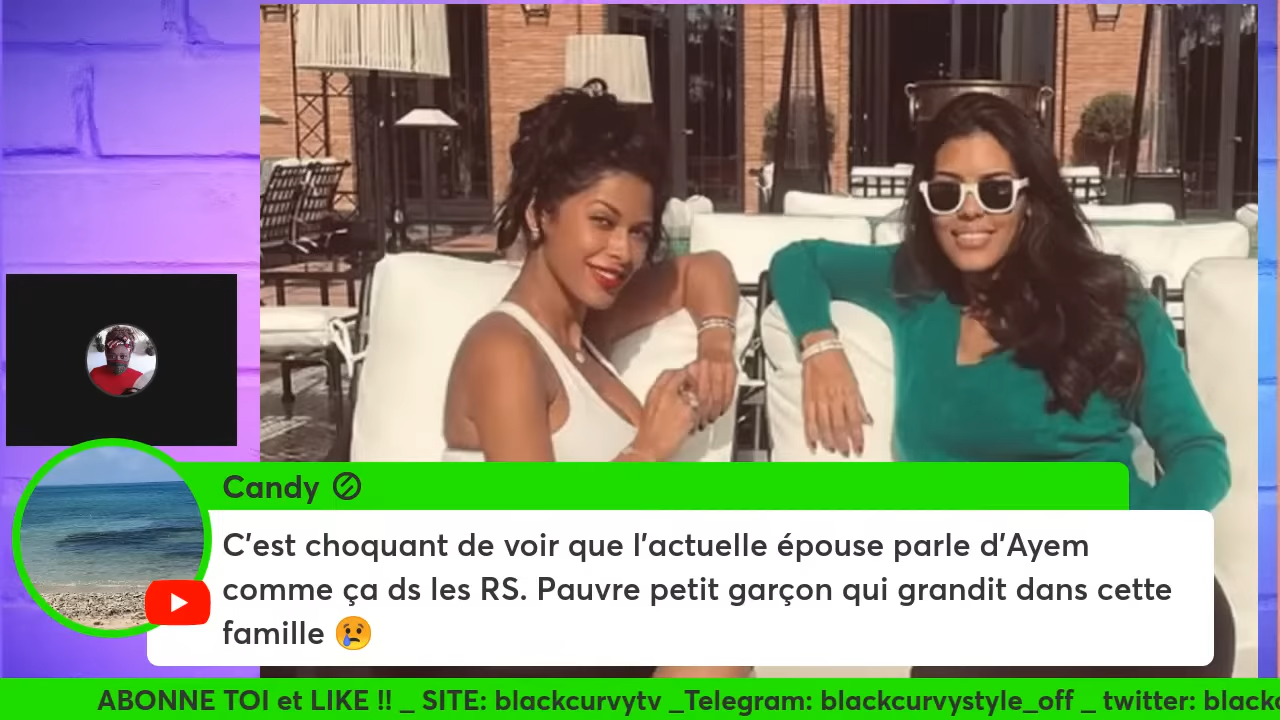 Candy
C'est choquant de voir que l'actuelle épouse parle d'Ayem
comme ça ds les RS. Pauvre petit garçon qui grandit dans cette
famille 😢
ABONNE TOI et LIKE !! _ SITE: blackcurvytv _Telegram: blackcurvystyle_off _ twitter: